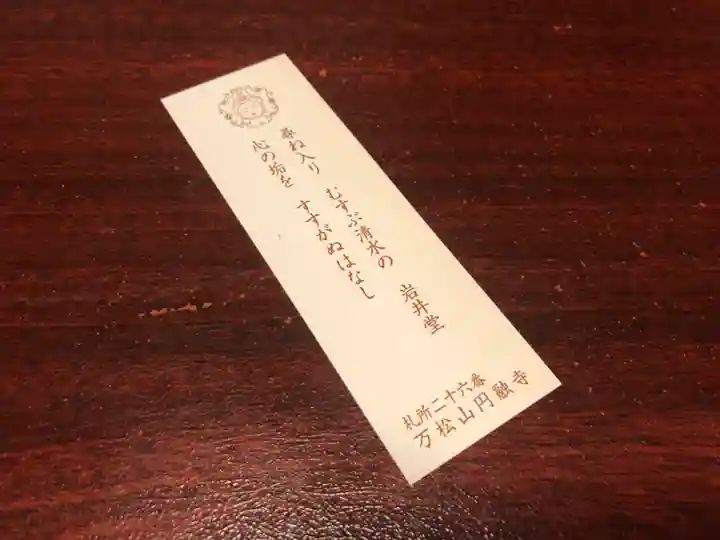 尋ね入り むすぶ清水の 岩井堂
心の垢を すすがぬはなし
札所二十六番
万松山円融寺